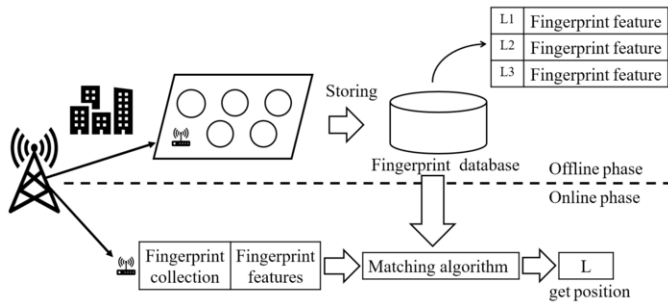 L1 Fingerprint feature
L2 Fingerprint feature
L3 Fingerprint feature
Storing
Fingerprint database
Offline phase
Online phase
Fingerprint collection
Fingerprint features
Matching algorithm
L
get position